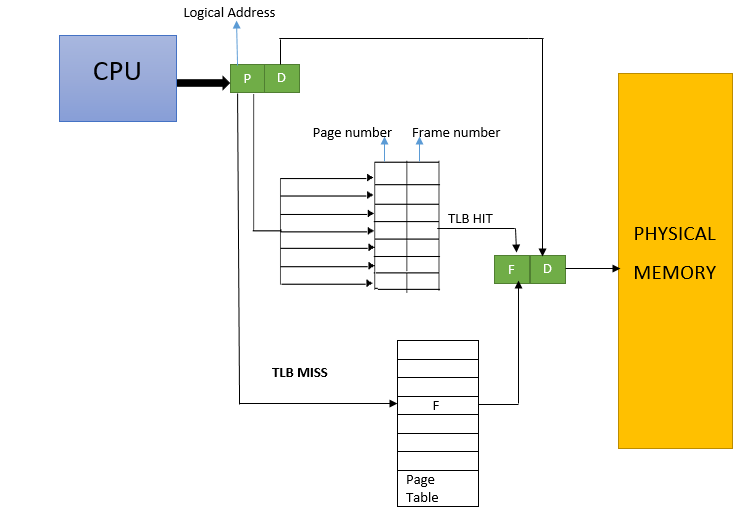 Logical Address
CPU
P D
Page number Frame number
TLB HIT
PHYSICAL
MEMORY
F D
TLB MISS
F
Page
Table